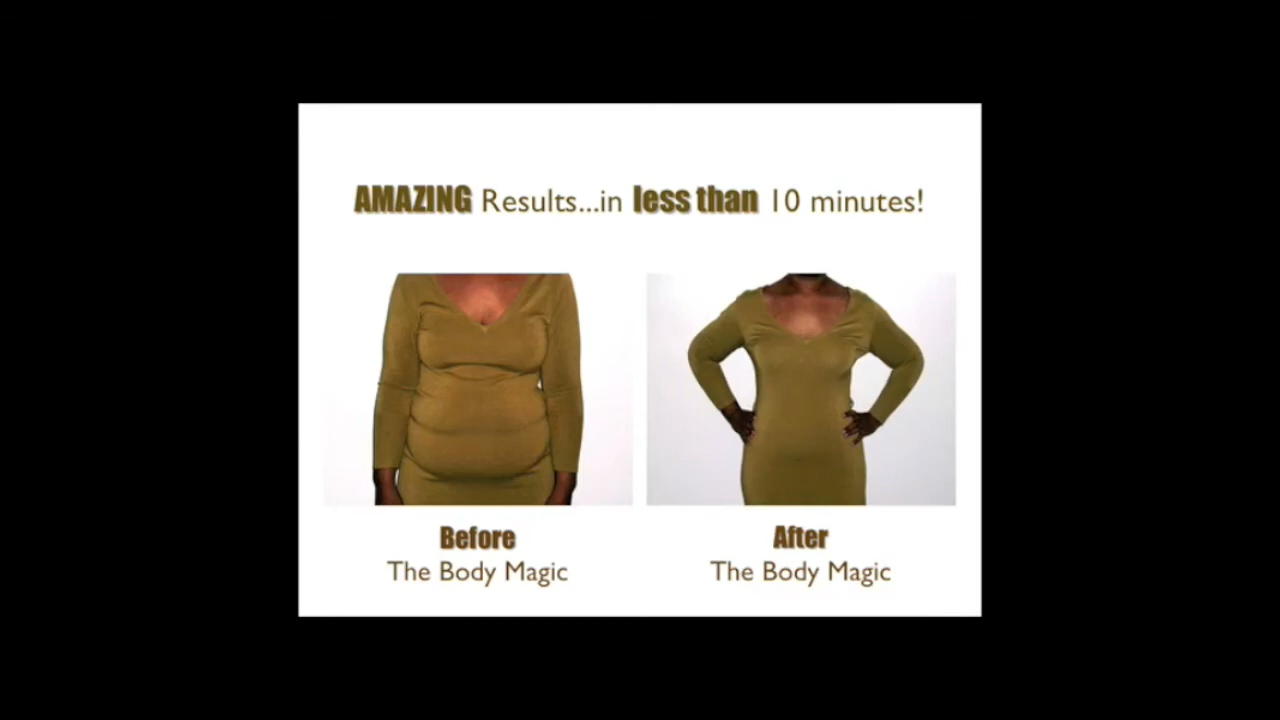 AMAZING Results...in less than 10 minutes!
Before
The Body Magic
After
The Body Magic